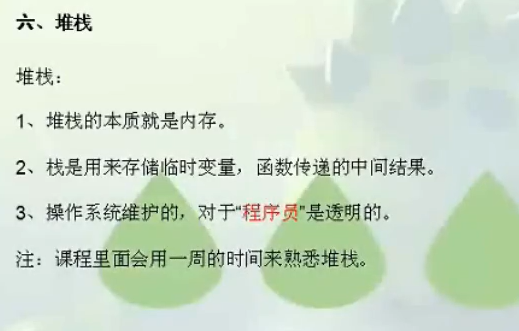 六、堆栈
堆栈：
1、堆栈的本质就是内存。
2、栈是用来存储临时变量，函数传递的中间结果。
3、操作系统维护的，对于“程序员”是透明的。
注：课程里面会用一周的时间来熟悉堆栈。